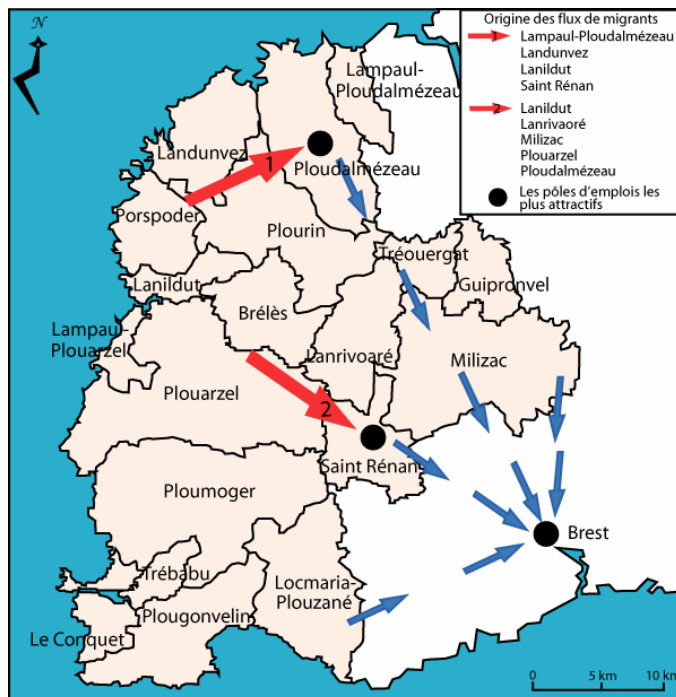 Origine des flux de migrants
1
Lampaul-Ploudalmézeau
Landunvez
Lanildut
Saint Rénan
2
Lanildut
Lanrivaoré
Milizac
Plouarzel
Ploudalmézeau
Les pôles d'emplois les
plus attractifs
N
Lampaul-
Ploudalmézeau
Landunvez
1
Ploudalmézeau
Porspoder
Plourin
Tréouergat
Lanildut
Guipronvel
Brélès
Lampaul
Plouarzel
Lanrivoaré
Milizac
Plouarzel
2
Saint Rénan
Ploumoger
Brest
Trébabu
Locmaria-
Plouzané
Plougonvelin
Le Conquet
0 5 km 10 km